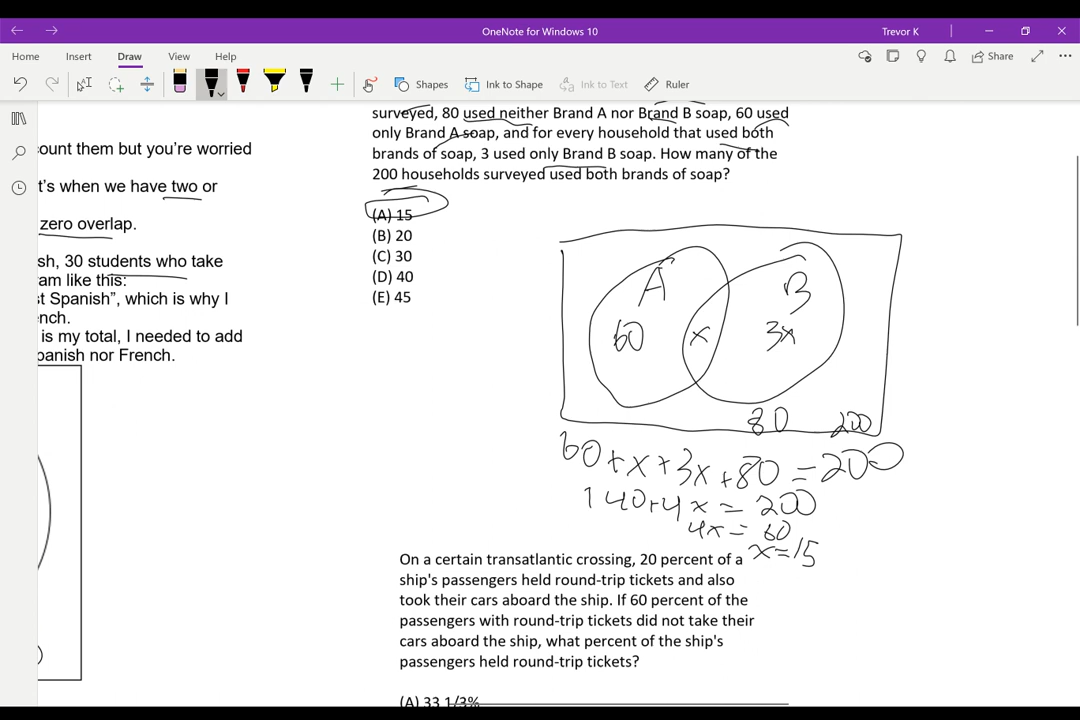 OneNote for Windows 10
Trevor K
Home
Insert
Draw
View
Help
Share
Shapes
Ink to Shape
Ink to Text
Ruler
ount them but you're worried
t's when we have two or
zero overlap.
sh, 30 students who take
am like this:
t Spanish", which is why I
nch.
is my total, I needed to add
panish nor French.
surveyed, 80 used neither Brand A nor Brand B soap, 60 used
only Brand A soap, and for every household that used both
brands of soap, 3 used only Brand B soap. How many of the
200 households surveyed used both brands of soap?
(A) 15
(B) 20
(C) 30
(D) 40
(E) 45
A
B
60
x
3x
80
200
60+x+3x+80=200
140+4x=200
4x=60
x=15
On a certain transatlantic crossing, 20 percent of a
ship's passengers held round-trip tickets and also
took their cars aboard the ship. If 60 percent of the
passengers with round-trip tickets did not take their
cars aboard the ship, what percent of the ship's
passengers held round-trip tickets?
(A) 33 1/3%